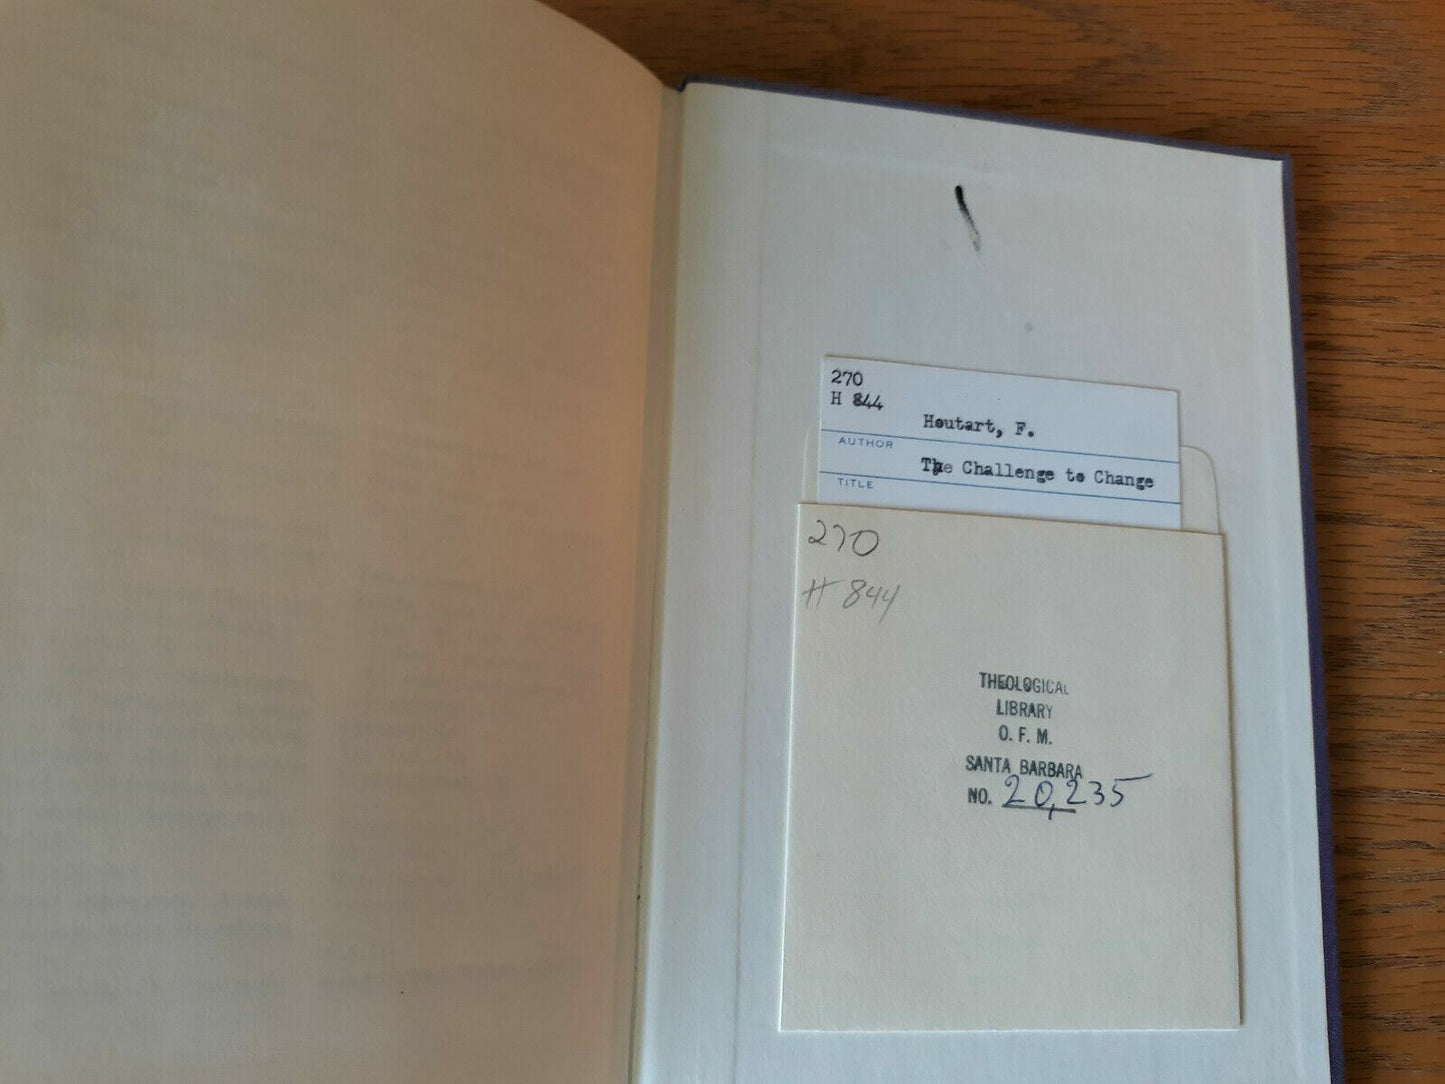 270
H 844
Houtart, F.
AUTHOR
The Challenge to Change
TITLE
270
H 844
THEOLOGICAL
LIBRARY
O. F. M.
SANTA BARBARA
NO. 20,235